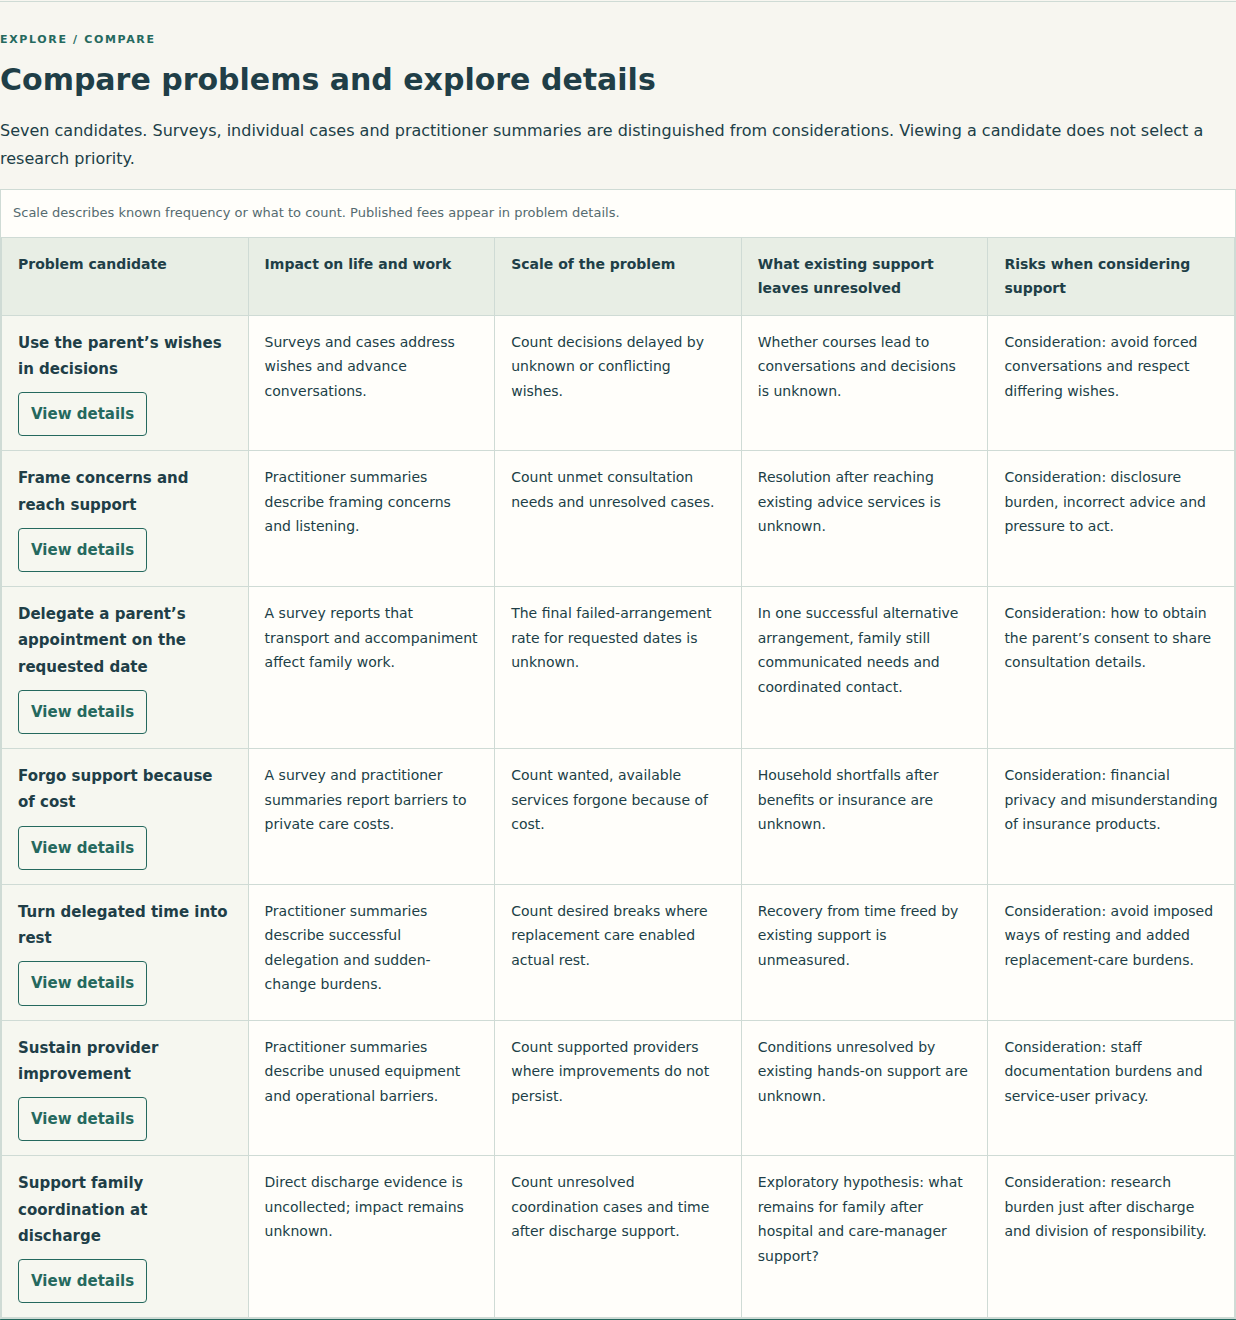 EXPLORE / COMPARE
Compare problems and explore details
Seven candidates. Surveys, individual cases and practitioner summaries are distinguished from considerations. Viewing a candidate does not select a
research priority.
Scale describes known frequency or what to count. Published fees appear in problem details.
Problem candidate
Impact on life and work
Scale of the problem
What existing support
leaves unresolved
Risks when considering
support
Use the parent’s wishes
in decisions
View details
Surveys and cases address
wishes and advance
conversations.
Count decisions delayed by
unknown or conflicting
wishes.
Whether courses lead to
conversations and decisions
is unknown.
Consideration: avoid forced
conversations and respect
differing wishes.
Frame concerns and
reach support
View details
Practitioner summaries
describe framing concerns
and listening.
Count unmet consultation
needs and unresolved cases.
Resolution after reaching
existing advice services is
unknown.
Consideration: disclosure
burden, incorrect advice and
pressure to act.
Delegate a parent’s
appointment on the
requested date
View details
A survey reports that
transport and accompaniment
affect family work.
The final failed-arrangement
rate for requested dates is
unknown.
In one successful alternative
arrangement, family still
communicated needs and
coordinated contact.
Consideration: how to obtain
the parent’s consent to share
consultation details.
Forgo support because
of cost
View details
A survey and practitioner
summaries report barriers to
private care costs.
Count wanted, available
services forgone because of
cost.
Household shortfalls after
benefits or insurance are
unknown.
Consideration: financial
privacy and misunderstanding
of insurance products.
Turn delegated time into
rest
View details
Practitioner summaries
describe successful
delegation and sudden-
change burdens.
Count desired breaks where
replacement care enabled
actual rest.
Recovery from time freed by
existing support is
unmeasured.
Consideration: avoid imposed
ways of resting and added
replacement-care burdens.
Sustain provider
improvement
View details
Practitioner summaries
describe unused equipment
and operational barriers.
Count supported providers
where improvements do not
persist.
Conditions unresolved by
existing hands-on support are
unknown.
Consideration: staff
documentation burdens and
service-user privacy.
Support family
coordination at
discharge
View details
Direct discharge evidence is
uncollected; impact remains
unknown.
Count unresolved
coordination cases and time
after discharge support.
Exploratory hypothesis: what
remains for family after
hospital and care-manager
support?
Consideration: research
burden just after discharge
and division of responsibility.